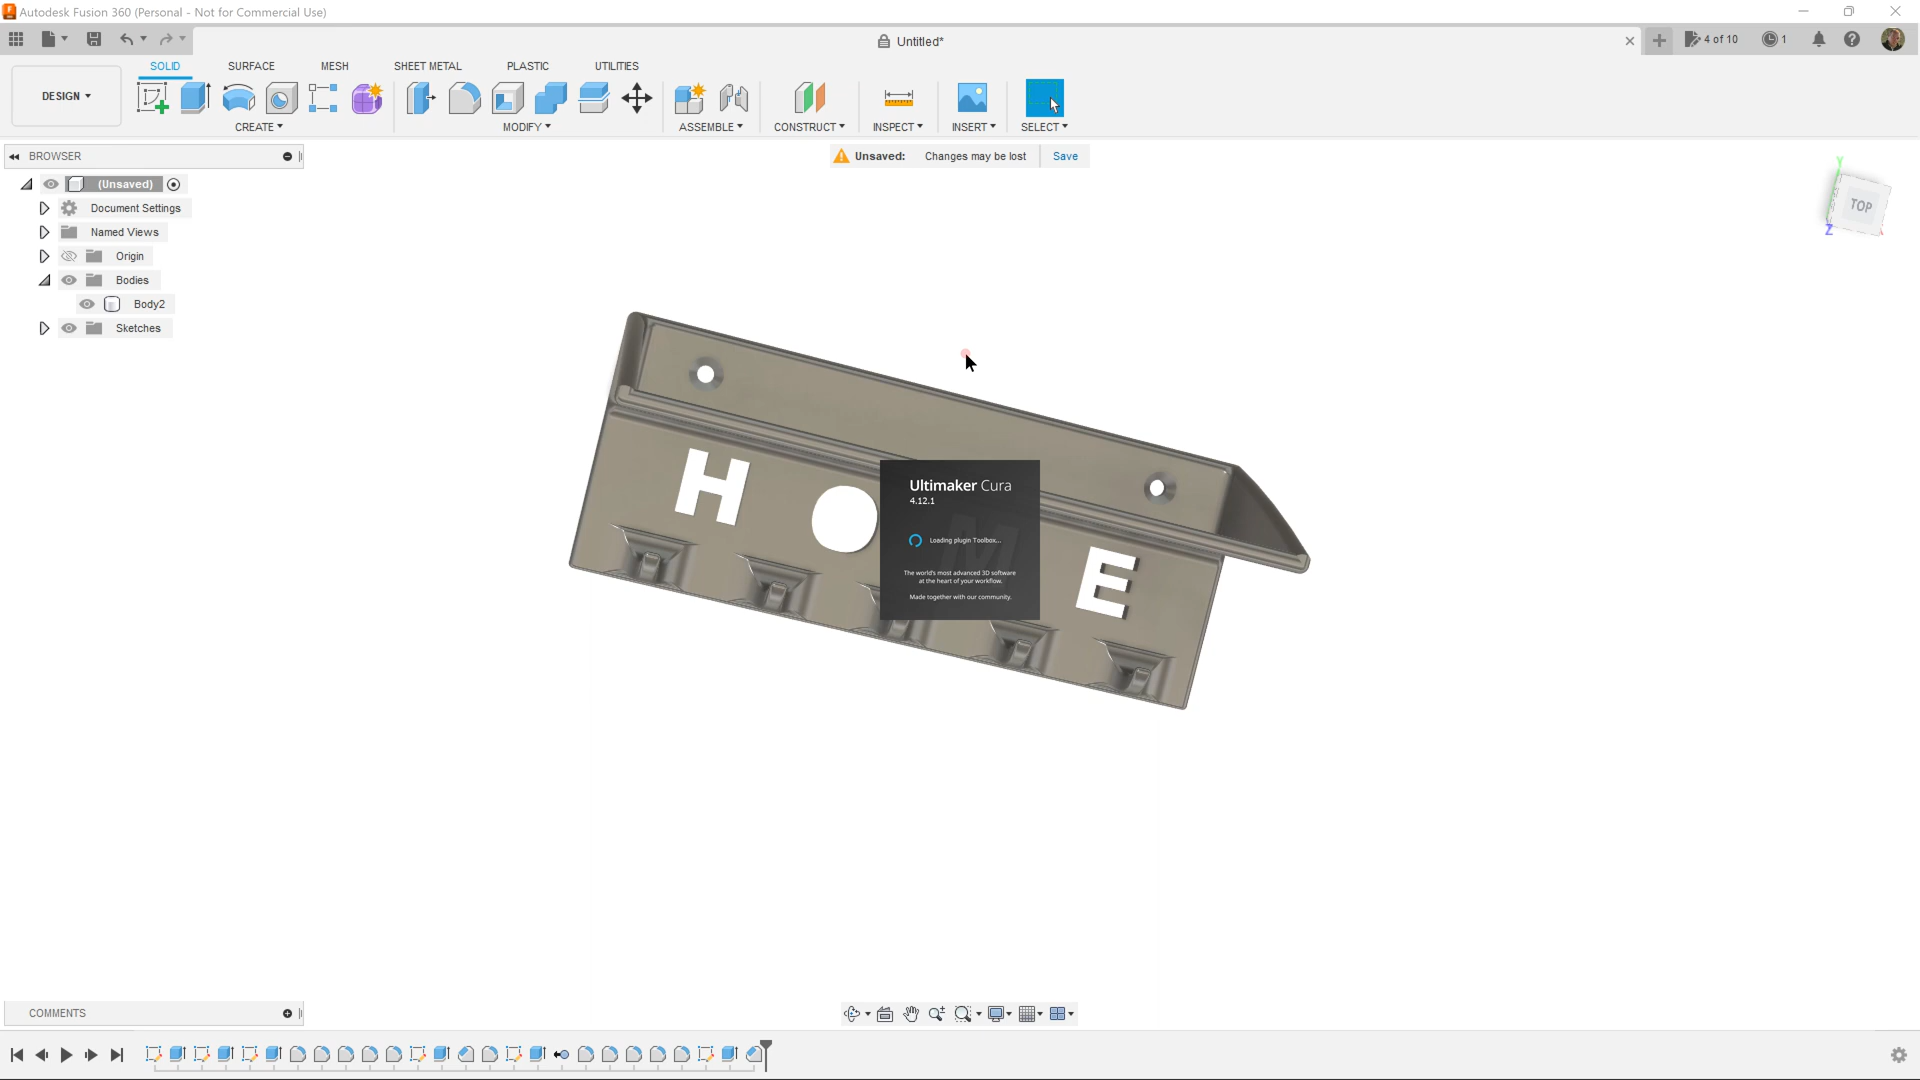 Autodesk Fusion 360 (Personal - Not for Commercial Use)
Untitled*
4 of 10
1
DESIGN
SOLID
SURFACE
MESH
SHEET METAL
PLASTIC
UTILITIES
CREATE
MODIFY
ASSEMBLE
CONSTRUCT
INSPECT
INSERT
SELECT
BROWSER
Unsaved: Changes may be lost Save
(Unsaved)
Document Settings
Named Views
Origin
Bodies
Body2
Sketches
Y
TOP
Z
H O M E
Ultimaker Cura
4.12.1
Loading plugin Toolbox...
The world's most advanced 3D software
at the heart of your workflow.
Made together with our community.
COMMENTS